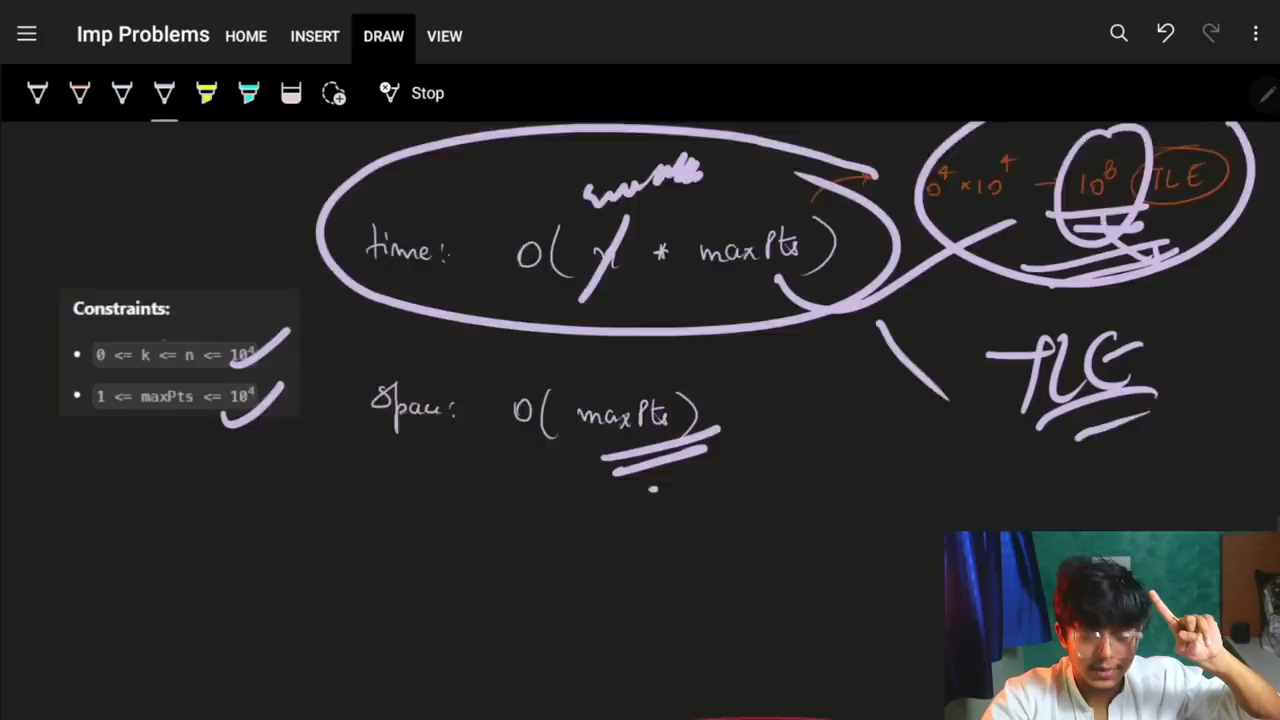 Imp Problems HOME INSERT DRAW VIEW
Stop
10⁴ × 10⁴ → 10⁸ TLE
time: O( n * maxPts )
Constraints:
0 <= k <= n <= 10⁴
1 <= maxPts <= 10⁴
TLE
Space: O( maxPts )